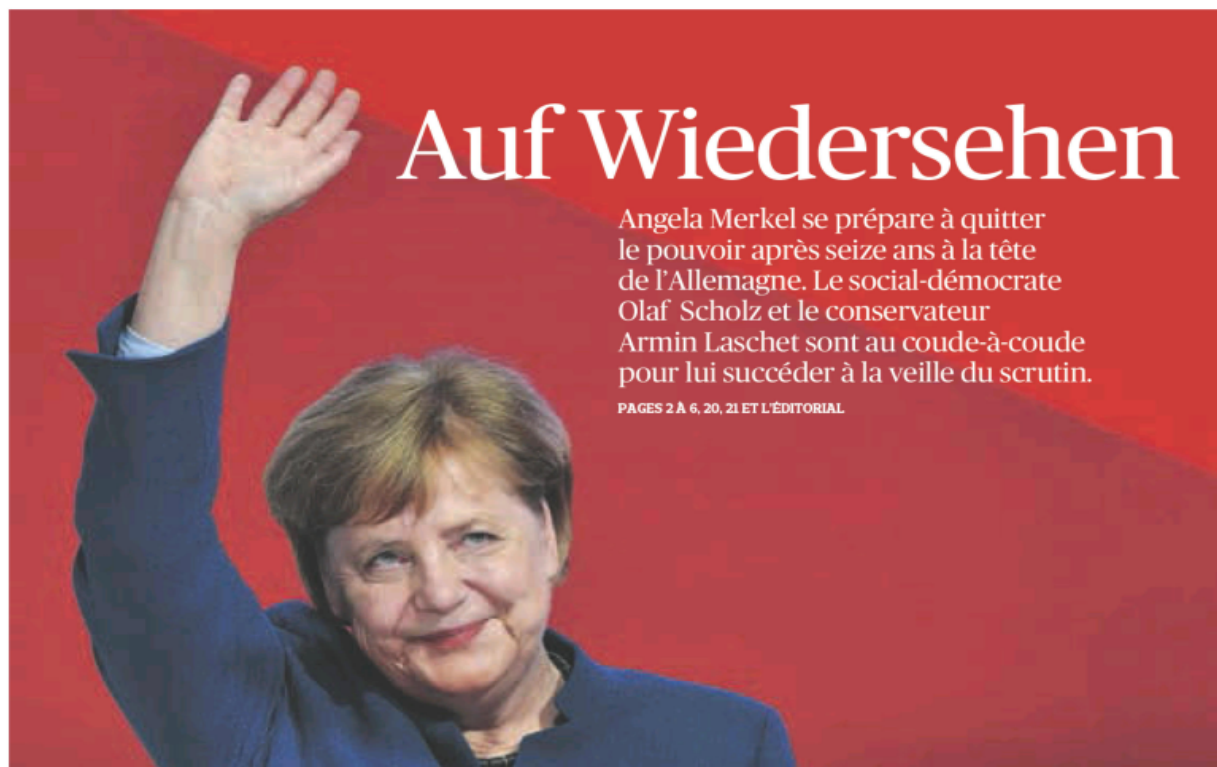 Auf Wiedersehen
Angela Merkel se prépare à quitter
le pouvoir après seize ans à la tête
de l'Allemagne. Le social-démocrate
Olaf Scholz et le conservateur
Armin Laschet sont au coude-à-coude
pour lui succéder à la veille du scrutin.
PAGES 2 À 6, 20, 21 ET L'ÉDITORIAL